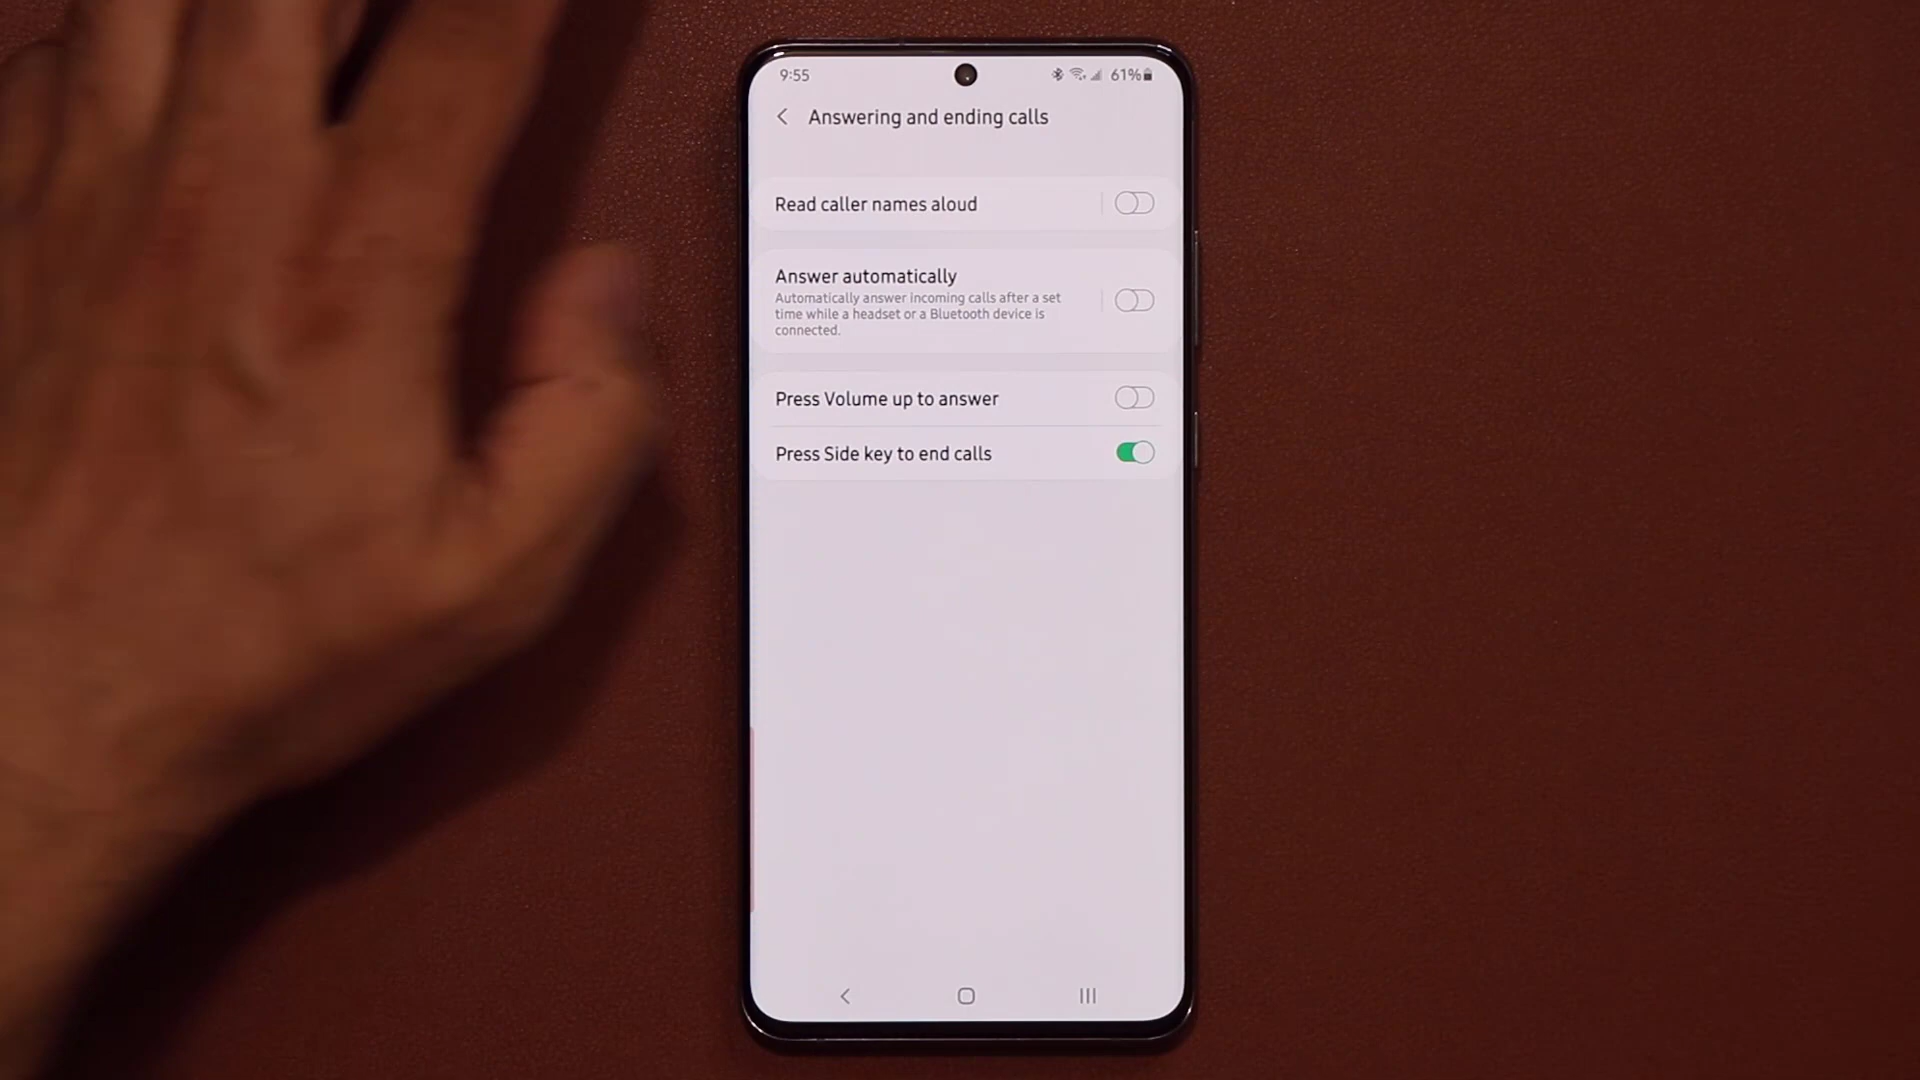 9:55
61%
Answering and ending calls
Read caller names aloud
Answer automatically
Automatically answer incoming calls after a set
time while a headset or a Bluetooth device is
connected.
Press Volume up to answer
Press Side key to end calls